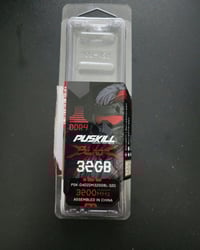 DDR4
PUSKILL
32GB
3200MHz
ASSEMBLED IN CHINA